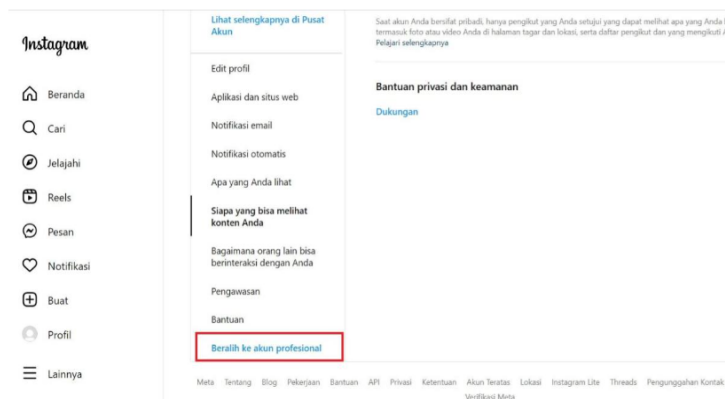 Instagram
Beranda
Cari
Jelajahi
Reels
Pesan
Notifikasi
Buat
Profil
Lainnya
Lihat selengkapnya di Pusat
Akun
Edit profil
Aplikasi dan situs web
Notifikasi email
Notifikasi otomatis
Apa yang Anda lihat
Siapa yang bisa melihat
konten Anda
Bagaimana orang lain bisa
berinteraksi dengan Anda
Pengawasan
Bantuan
Beralih ke akun profesional
Saat akun Anda bersifat pribadi, hanya pengikut yang Anda setujui yang dapat melihat apa yang Anda
termasuk foto atau video Anda di halaman tagar dan lokasi, serta daftar pengikut dan yang mengikuti
Pelajari selengkapnya
Bantuan privasi dan keamanan
Dukungan
Meta Tentang Blog Pekerjaan Bantuan API Privasi Ketentuan Akun Teratas Lokasi Instagram Lite Threads Pengunggahan Kontak
Verifikasi Meta